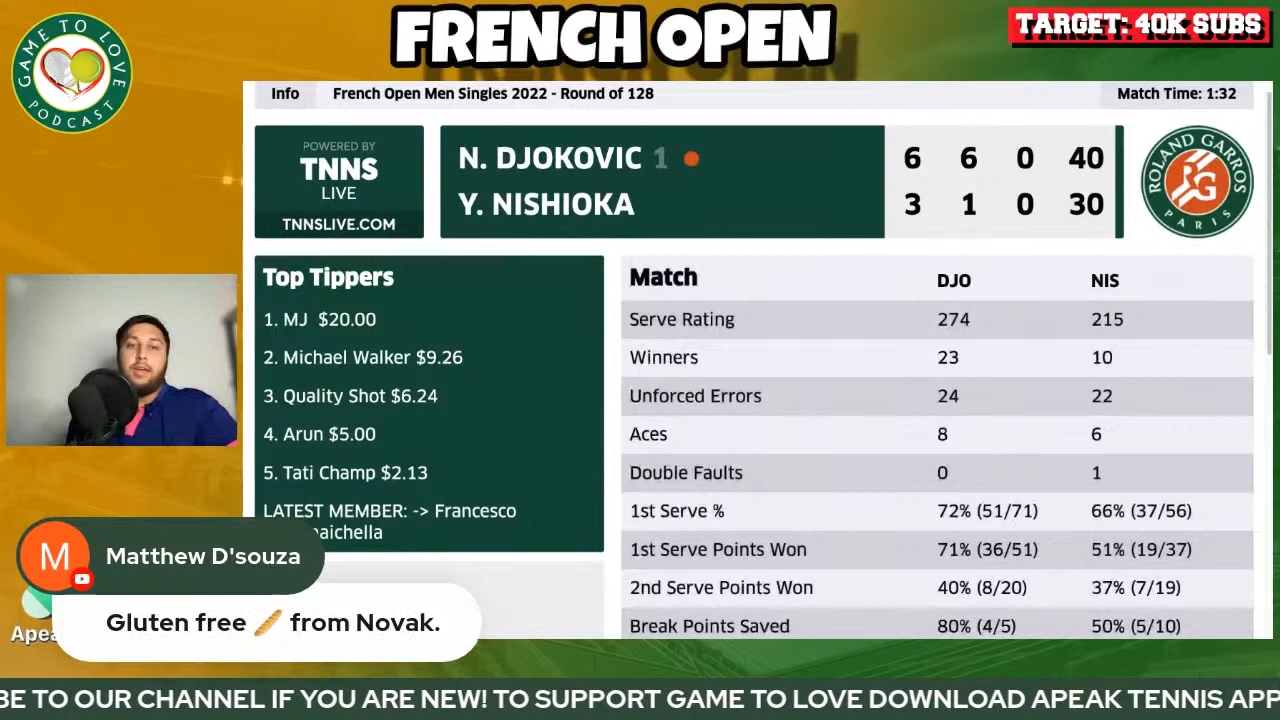 GAME TO LOVE
PODCAST
FRENCH OPEN
TARGET: 40K SUBS
Info French Open Men Singles 2022 - Round of 128 Match Time: 1:32
POWERED BY
TNNS
LIVE
TNNSLIVE.COM
N. DJOKOVIC 1 6 6 0 40
Y. NISHIOKA 3 1 0 30
ROLAND GARROS
RG
PARIS
Top Tippers
1. MJ $20.00
2. Michael Walker $9.26
3. Quality Shot $6.24
4. Arun $5.00
5. Tati Champ $2.13
LATEST MEMBER: -> Francesco
Match DJO NIS
Serve Rating 274 215
Winners 23 10
Unforced Errors 24 22
Aces 8 6
Double Faults 0 1
1st Serve % 72% (51/71) 66% (37/56)
1st Serve Points Won 71% (36/51) 51% (19/37)
2nd Serve Points Won 40% (8/20) 37% (7/19)
Break Points Saved 80% (4/5) 50% (5/10)
M Matthew D'souza
Gluten free 🥖 from Novak.
BE TO OUR CHANNEL IF YOU ARE NEW! TO SUPPORT GAME TO LOVE DOWNLOAD APEAK TENNIS APP